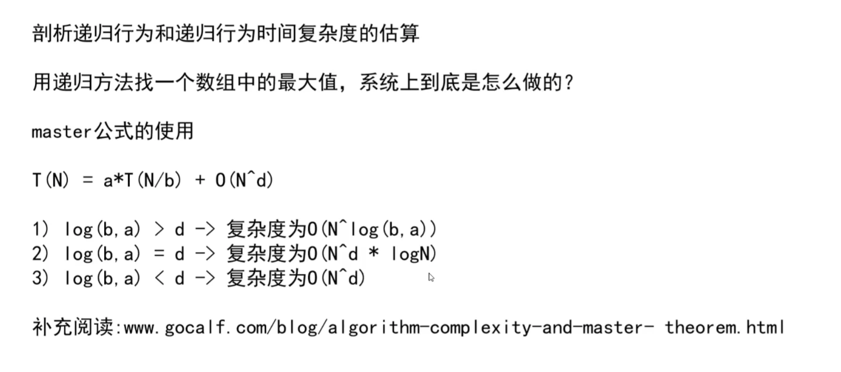 剖析递归行为和递归行为时间复杂度的估算
用递归方法找一个数组中的最大值，系统上到底是怎么做的?
master公式的使用
T(N) = a*T(N/b) + O(N^d)
1) log(b,a) > d -> 复杂度为O(N^log(b,a))
2) log(b,a) = d -> 复杂度为O(N^d * logN)
3) log(b,a) < d -> 复杂度为O(N^d)
补充阅读:www.gocalf.com/blog/algorithm-complexity-and-master- theorem.html